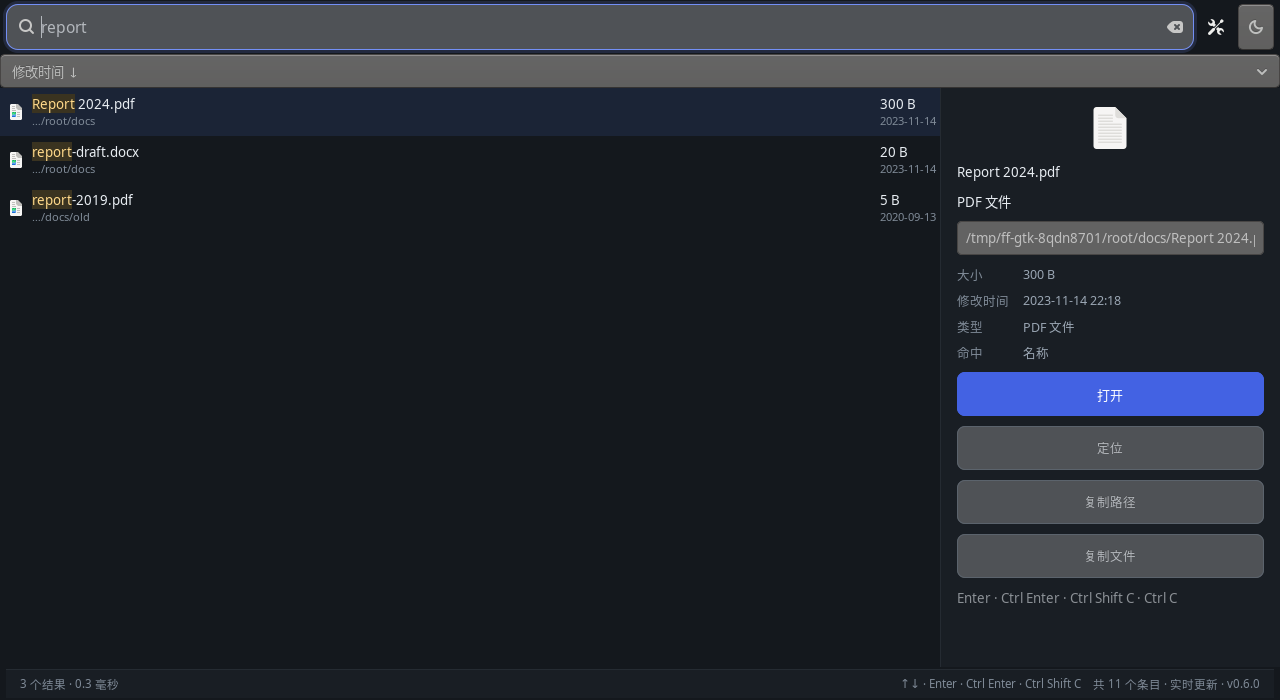 report
修改时间 ↓
Report 2024.pdf
300 B
.../root/docs
2023-11-14
report-draft.docx
20 B
.../root/docs
2023-11-14
report-2019.pdf
5 B
.../docs/old
2020-09-13
Report 2024.pdf
PDF 文件
/tmp/ff-gtk-8qdn8701/root/docs/Report 2024.
大小 300 B
修改时间 2023-11-14 22:18
类型 PDF 文件
命中 名称
打开
定位
复制路径
复制文件
Enter · Ctrl Enter · Ctrl Shift C · Ctrl C
3 个结果 · 0.3 毫秒
↑↓ · Enter · Ctrl Enter · Ctrl Shift C 共 11 个条目 · 实时更新 · v0.6.0